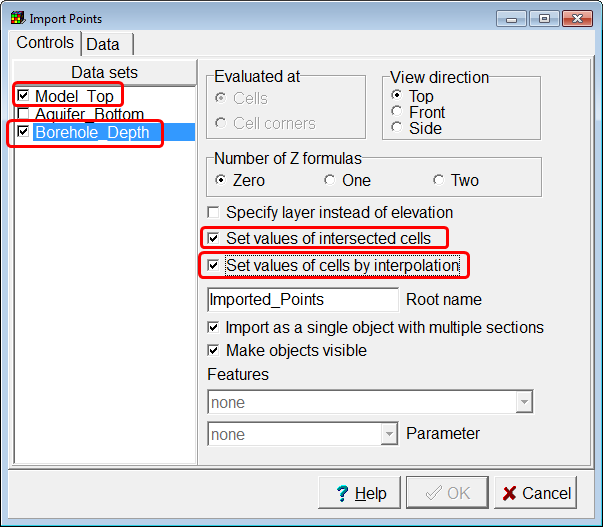 Import Points
Controls
Data
Data sets
Model_Top
Aquifer_Bottom
Borehole_Depth
Evaluated at
Cells
Cell corners
View direction
Top
Front
Side
Number of Z formulas
Zero One Two
Specify layer instead of elevation
Set values of intersected cells
Set values of cells by interpolation
Imported_Points Root name
Import as a single object with multiple sections
Make objects visible
Features
none
none Parameter
? Help OK Cancel